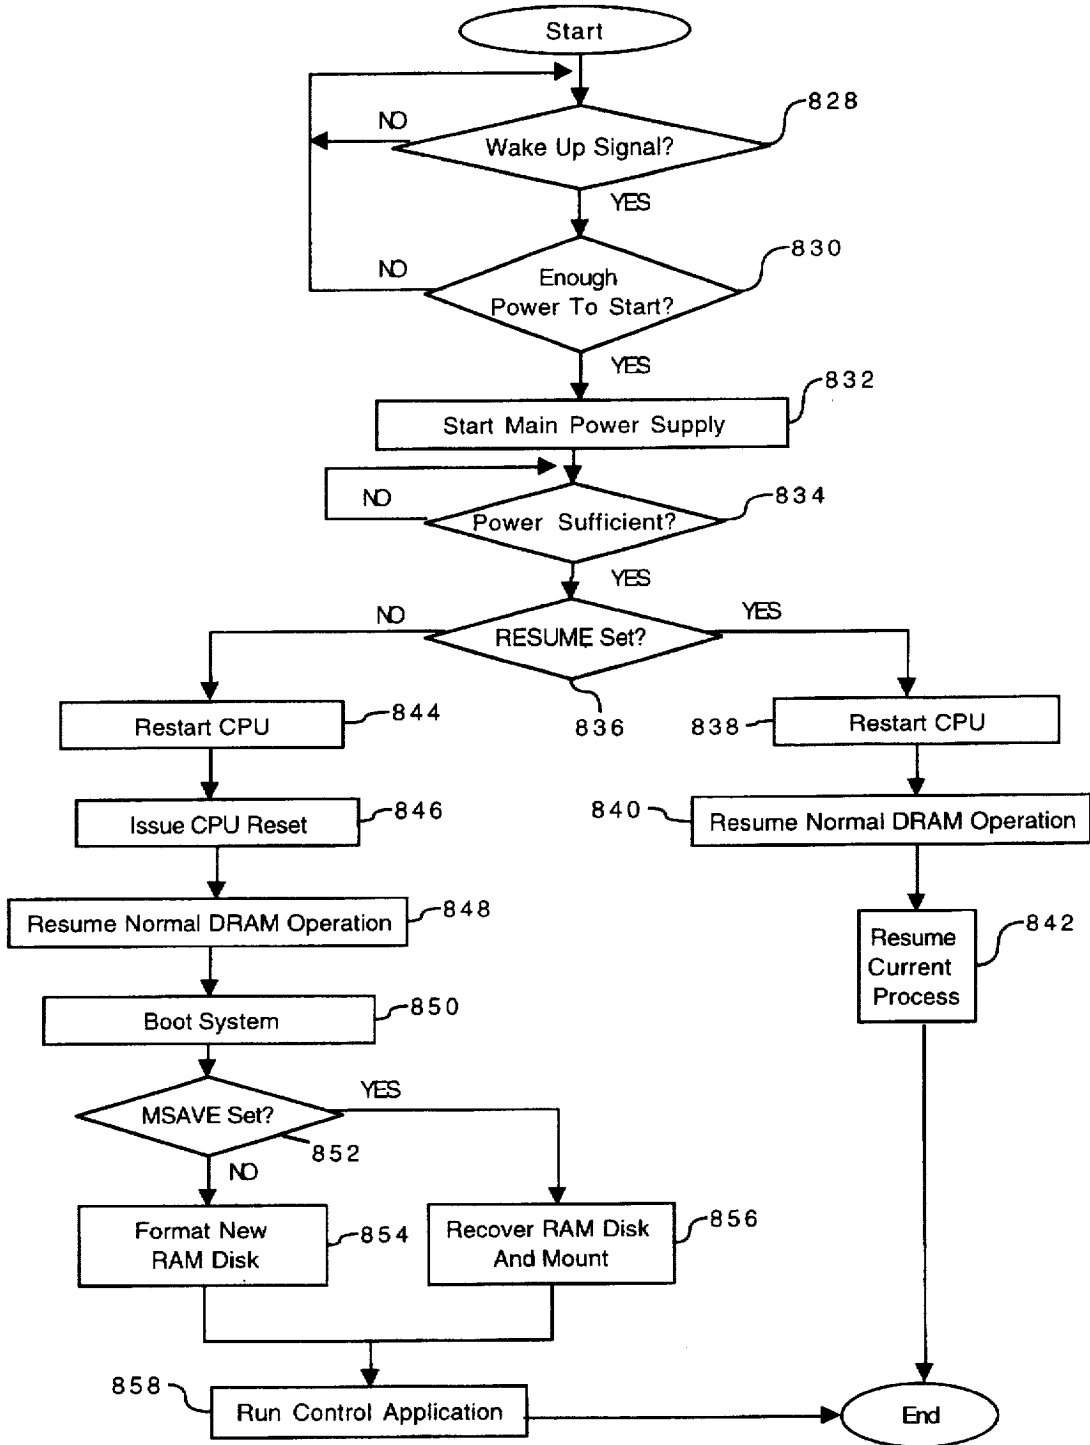 Start
828
NO
Wake Up Signal?
YES
830
NO
Enough
Power To Start?
YES
832
Start Main Power Supply
834
NO
Power Sufficient?
YES
NO
YES
RESUME Set?
836
844
Restart CPU
838
Restart CPU
846
Issue CPU Reset
840
Resume Normal DRAM Operation
848
Resume Normal DRAM Operation
842
Resume
Current
Process
850
Boot System
YES
MSAVE Set?
852
NO
854
Format New
RAM Disk
856
Recover RAM Disk
And Mount
858
Run Control Application
End